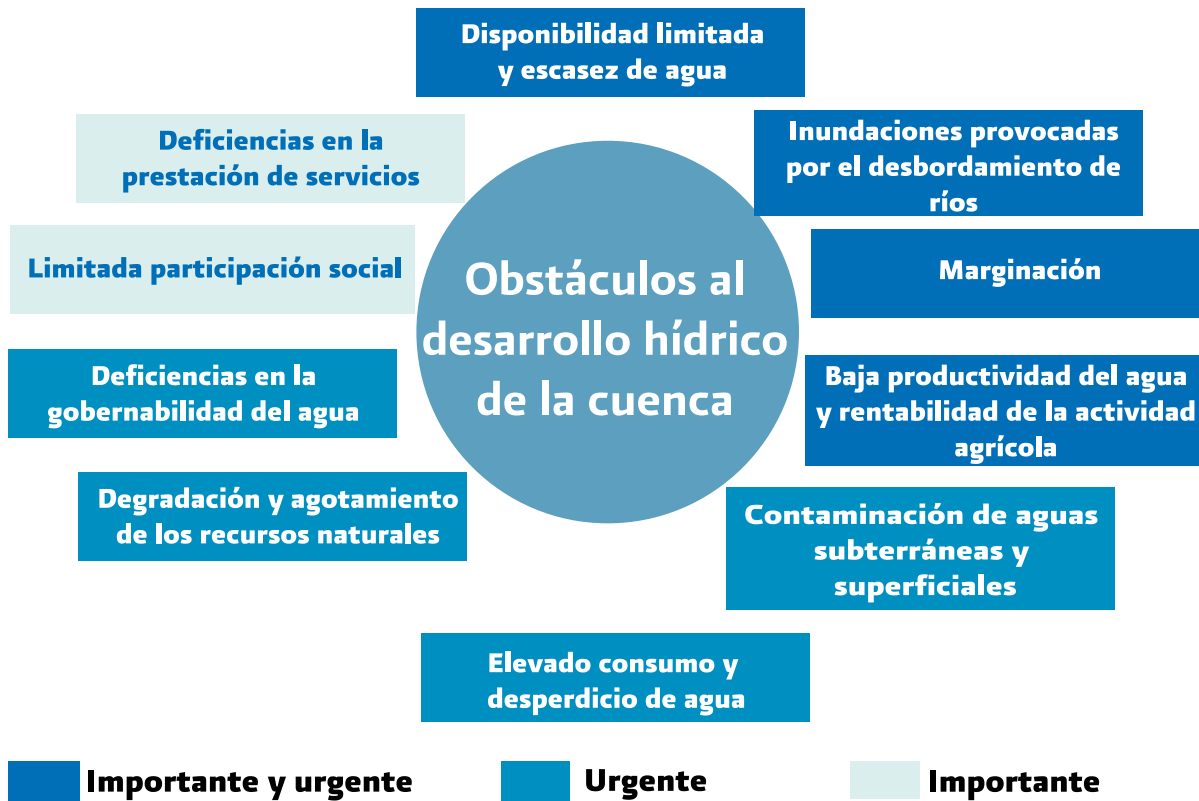 Disponibilidad limitada
y escasez de agua
Inundaciones provocadas
por el desbordamiento de
ríos
Marginación
Baja productividad del agua
y rentabilidad de la actividad
agrícola
Contaminación de aguas
subterráneas y
superficiales
Elevado consumo y
desperdicio de agua
Degradación y agotamiento
de los recursos naturales
Deficiencias en la
gobernabilidad del agua
Limitada participación social
Deficiencias en la
prestación de servicios
Obstáculos al
desarrollo hídrico
de la cuenca
Importante y urgente
Urgente
Importante